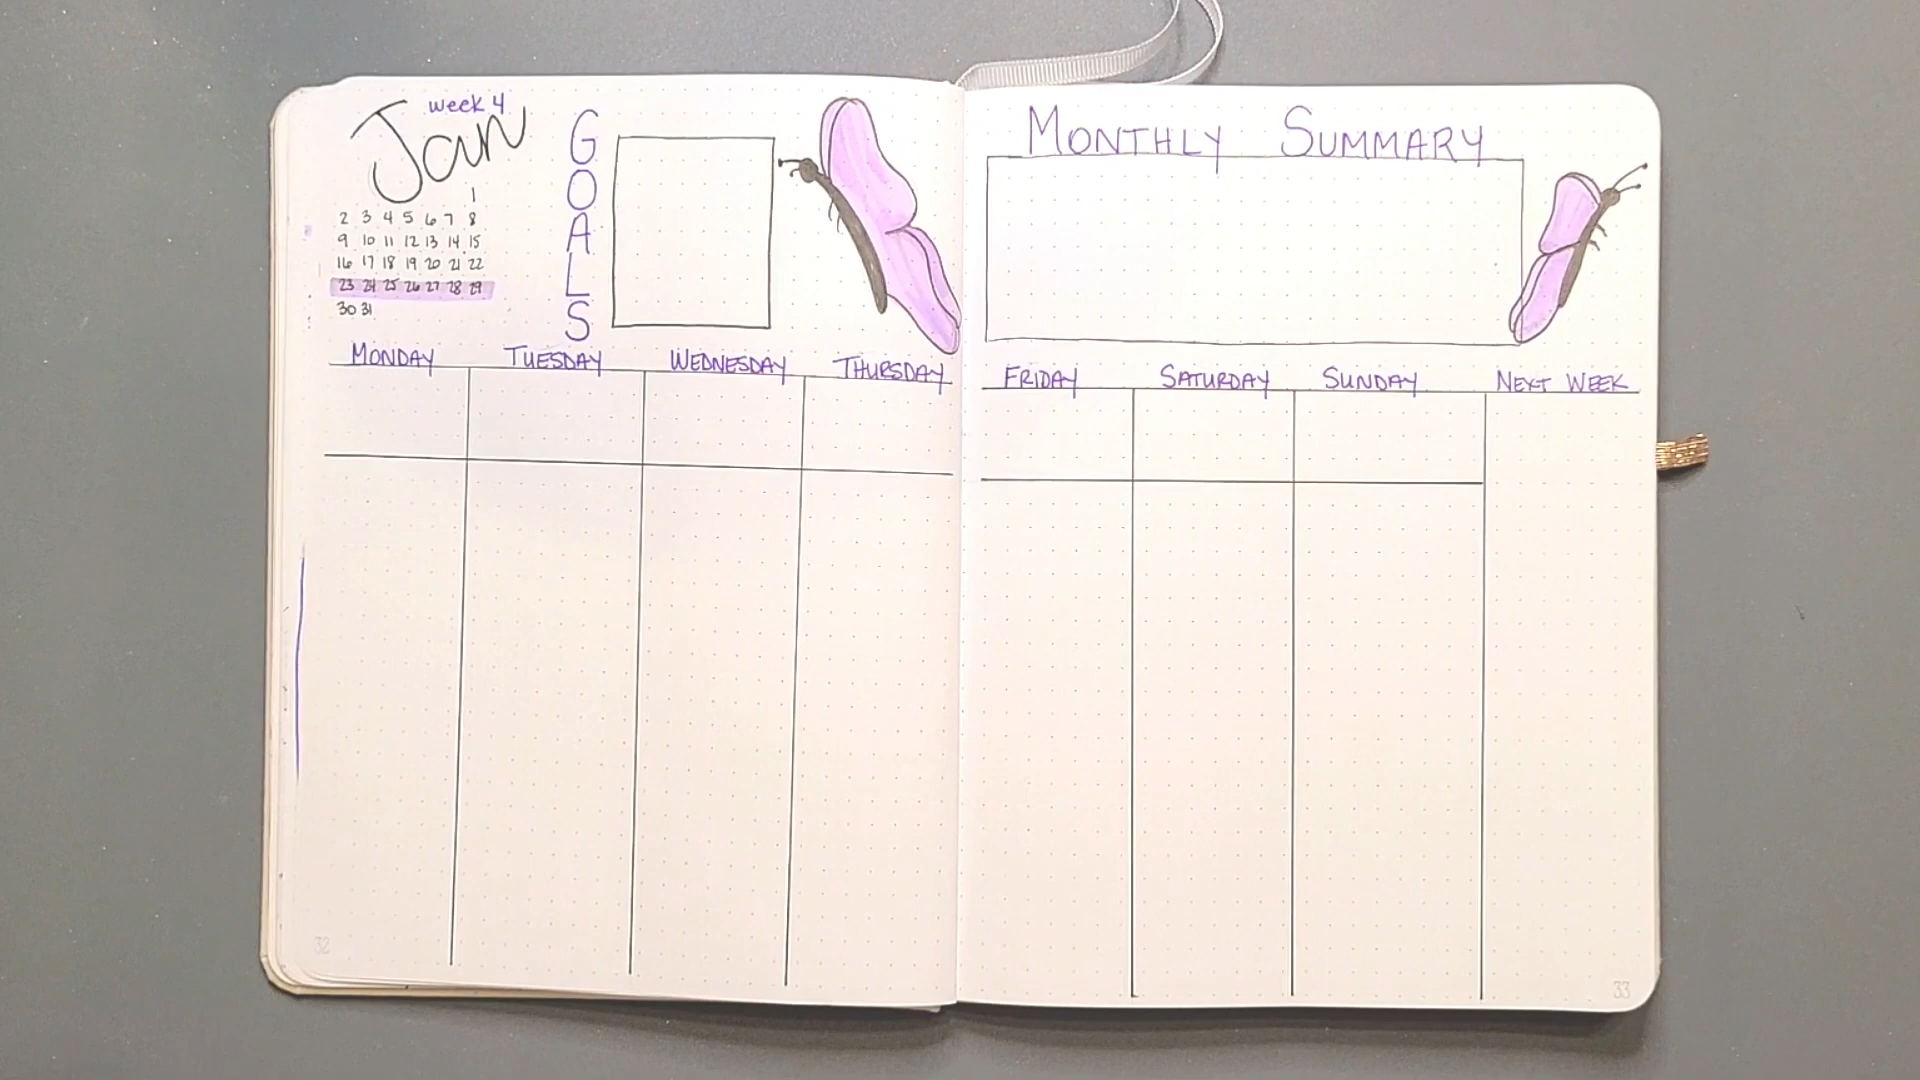 week 4
Jan
1
2 3 4 5 6 7 8
9 10 11 12 13 14 15
16 17 18 19 20 21 22
23 24 25 26 27 28 29
30 31
GOALS
MONDAY TUESDAY WEDNESDAY THURSDAY
32
MONTHLY SUMMARY
FRIDAY SATURDAY SUNDAY NEXT WEEK
33